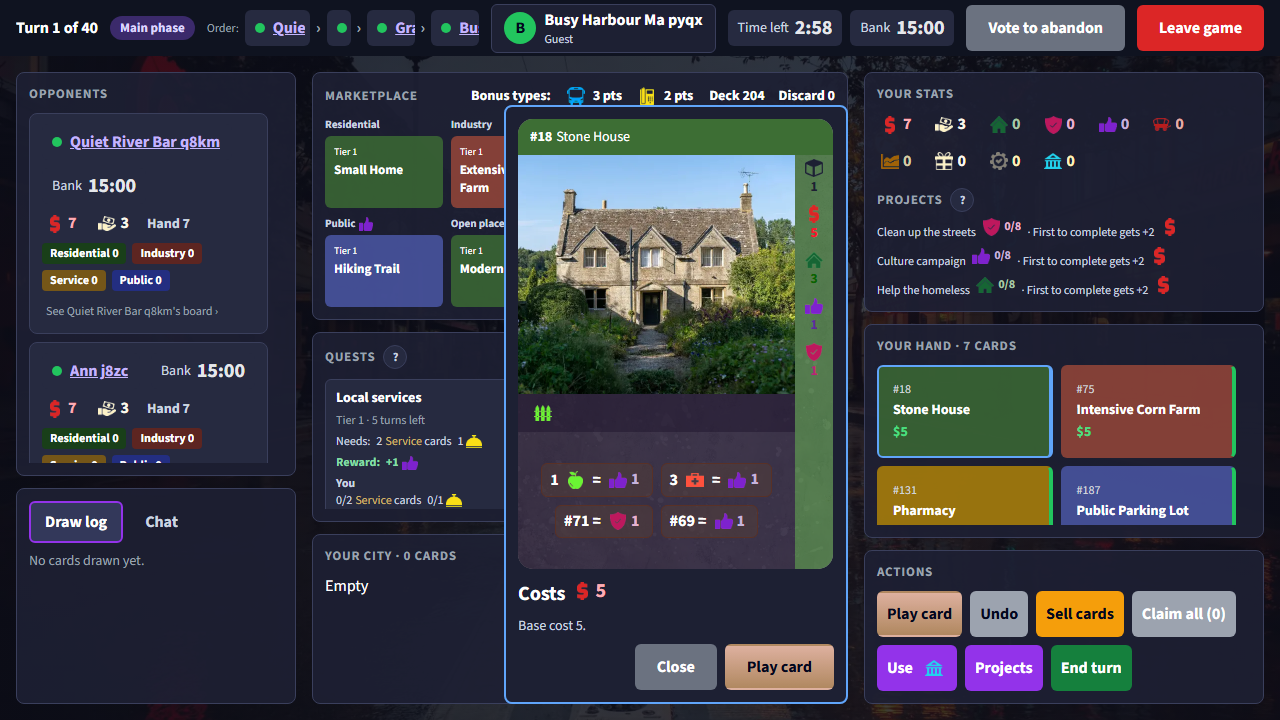 Turn 1 of 40 Main phase Order: Quie › › Gra › Bu B Busy Harbour Ma pyqx Guest Time left 2:58 Bank 15:00 Vote to abandon Leave game
OPPONENTS
Quiet River Bar q8km
Bank 15:00
7 3 Hand 7
Residential 0 Industry 0
Service 0 Public 0
See Quiet River Bar q8km's board ›
Ann j8zc Bank 15:00
7 3 Hand 7
Residential 0 Industry 0
Draw log Chat
No cards drawn yet.
MARKETPLACE Bonus types: 3 pts 2 pts Deck 204 Discard 0
Residential Industry
Tier 1 Tier 1
Small Home Extensiv
Farm
Public Open place
Tier 1 Tier 1
Hiking Trail Modern
QUESTS ?
Local services
Tier 1 · 5 turns left
Needs: 2 Service cards 1
Reward: +1
You
0/2 Service cards 0/1
YOUR CITY · 0 CARDS
Empty
#18 Stone House
1
5
3
1
1
1 = 1 3 = 1
#71 = 1 #69 = 1
Costs $ 5
Base cost 5.
Close Play card
YOUR STATS
7 3 0 0 0 0
0 0 0 0
PROJECTS ?
Clean up the streets 0/8 · First to complete gets +2
Culture campaign 0/8 · First to complete gets +2
Help the homeless 0/8 · First to complete gets +2
YOUR HAND · 7 CARDS
#18 #75
Stone House Intensive Corn Farm
$5 $5
#131 #187
Pharmacy Public Parking Lot
ACTIONS
Play card Undo Sell cards Claim all (0)
Use Projects End turn